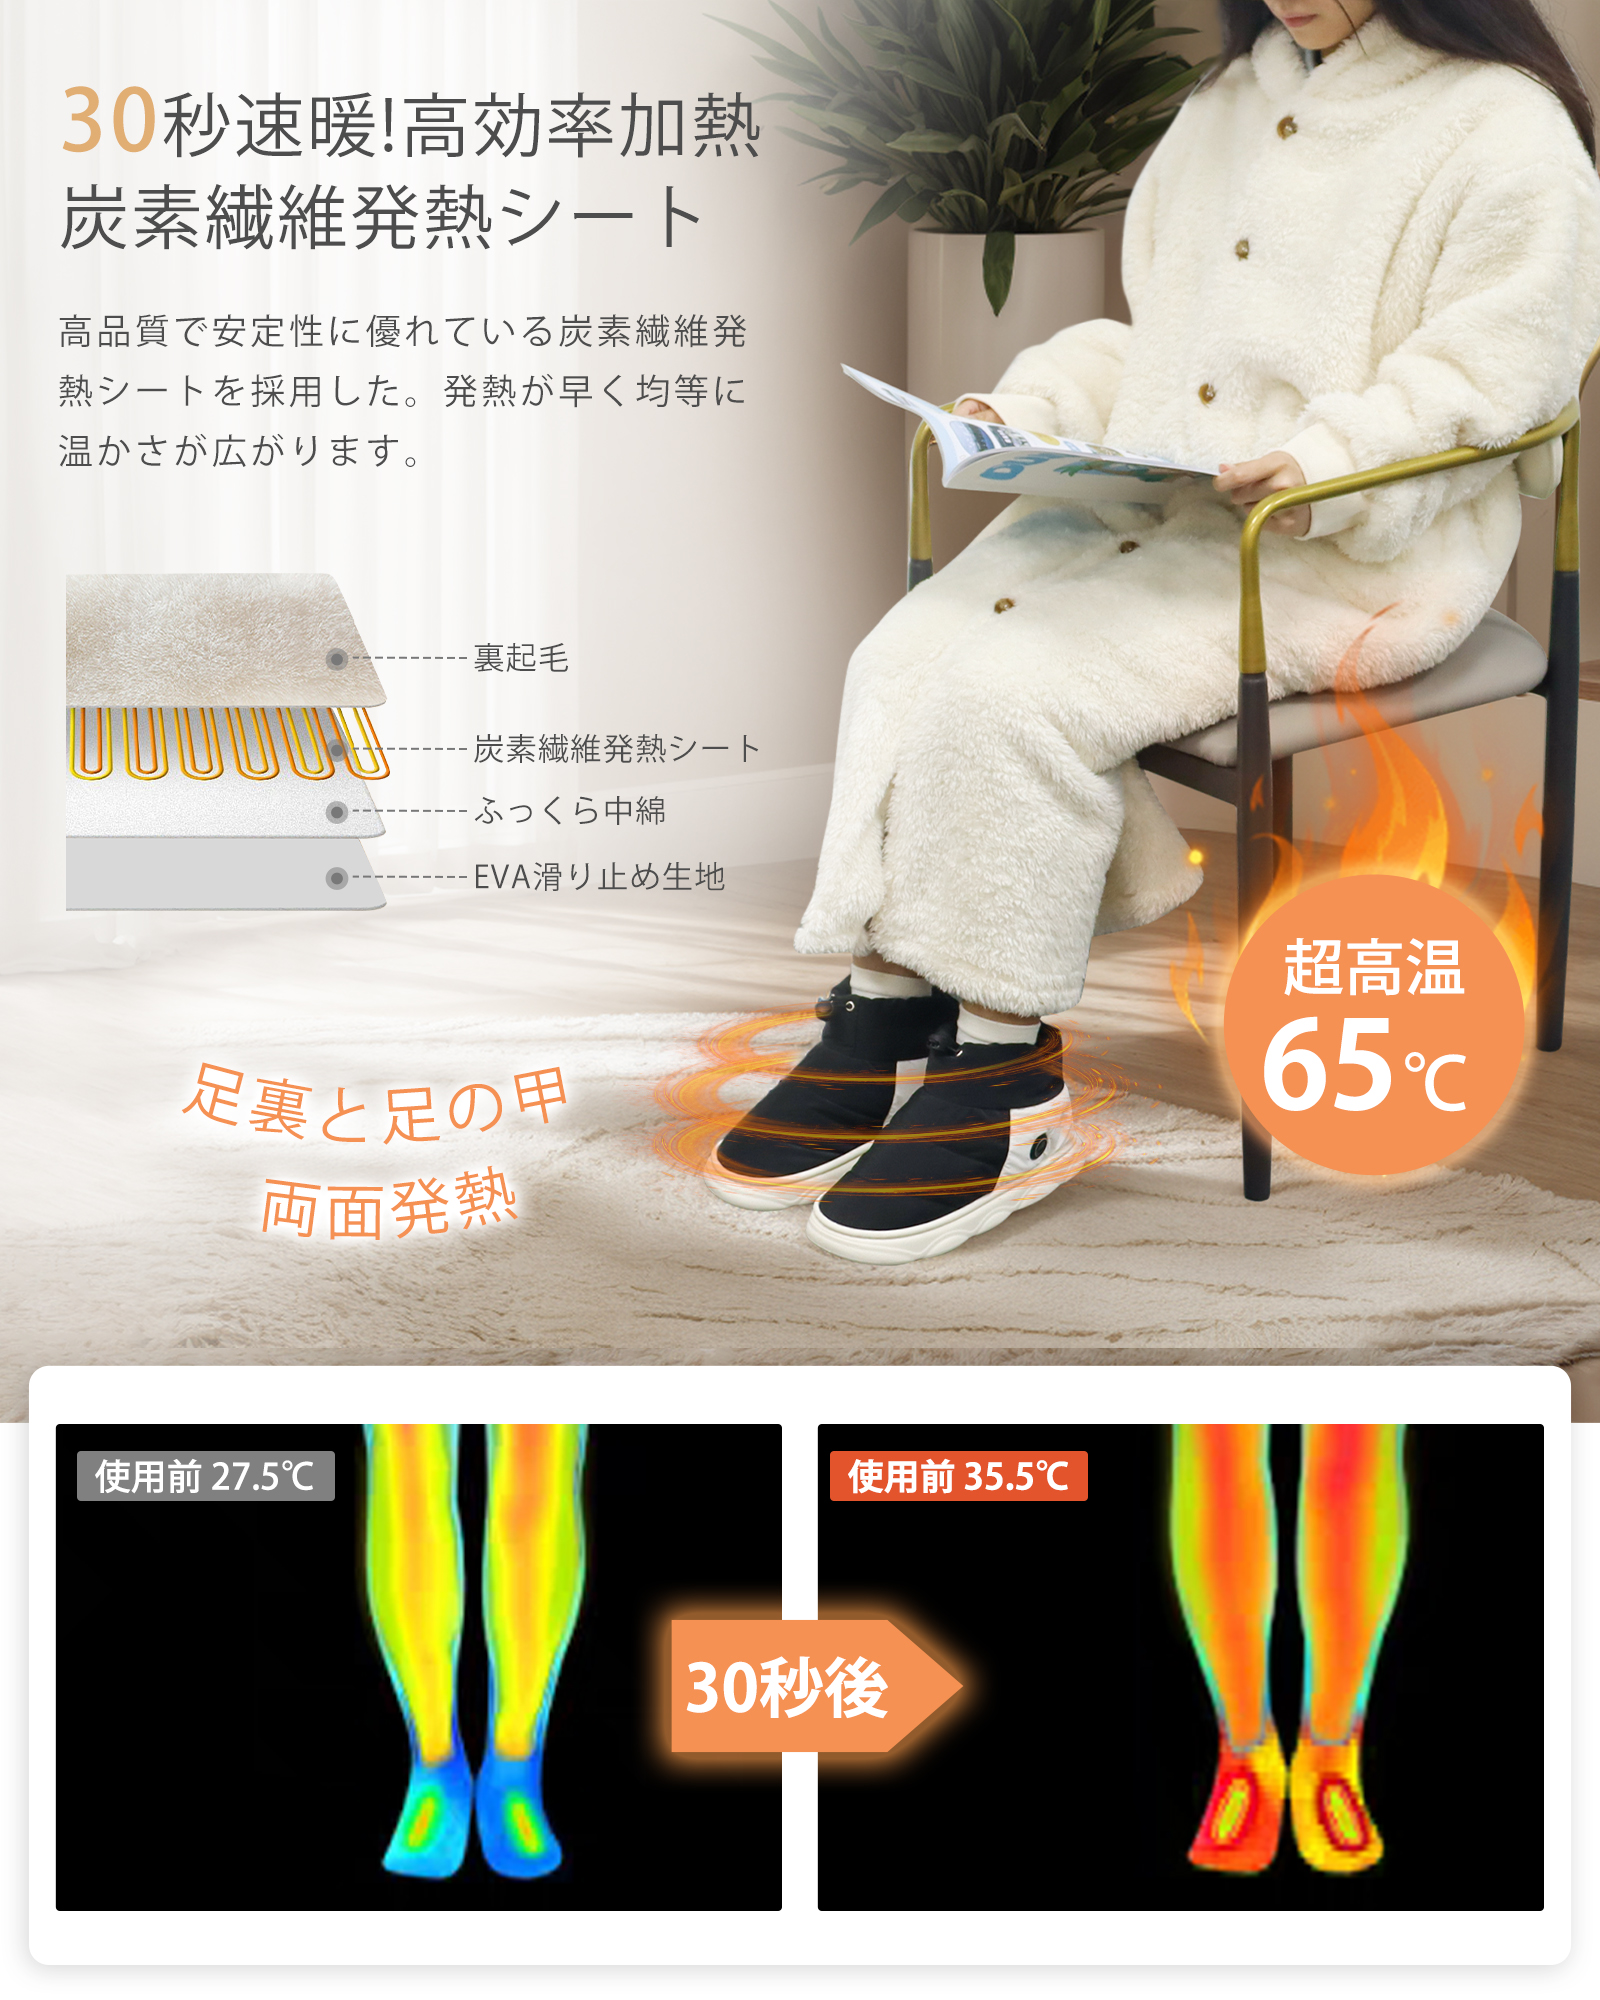 30秒速暖!高効率加熱
炭素繊維発熱シート
高品質で安定性に優れている炭素繊維発
熱シートを採用した。発熱が早く均等に
温かさが広がります。
裏起毛
炭素繊維発熱シート
ふっくら中綿
EVA滑り止め生地
超高温
65℃
足裏と足の甲
両面発熱
使用前 27.5℃
使用前 35.5℃
30秒後